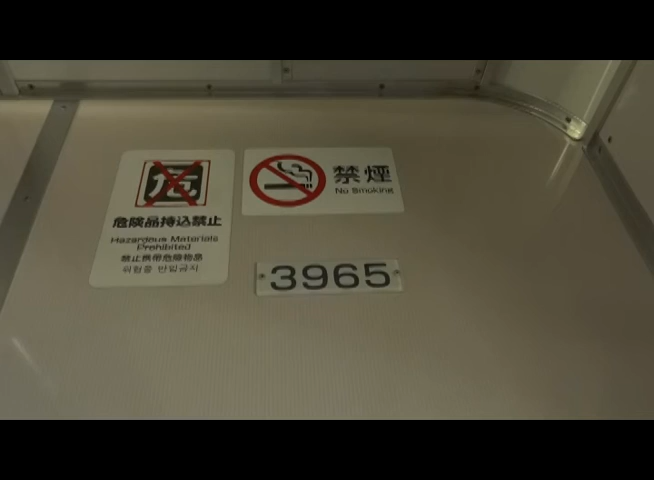 危
危険品持込禁止
Hazardous Materials
Prohibited
禁止携帯危險物品
위험품 반입금지
禁煙
No Smoking
3965